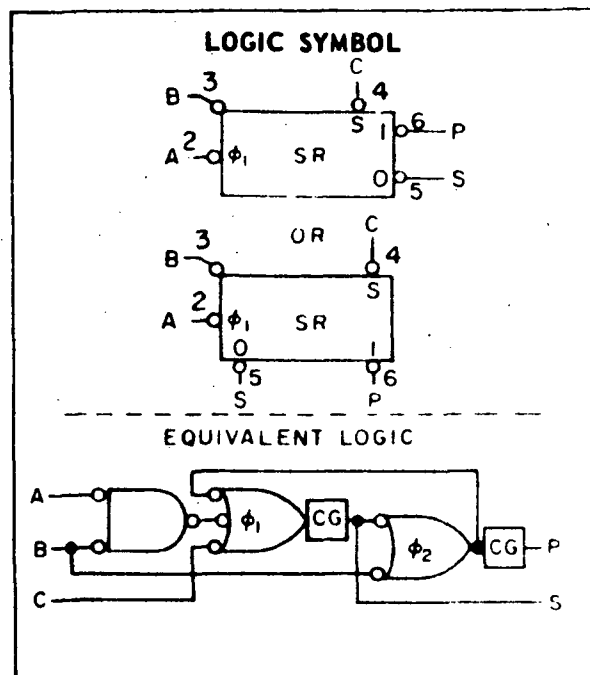 LOGIC SYMBOL
C
B 3 4
S
1 6 P
A 2 φ₁ SR
0 5 S
OR
C
B 3 4
S
A 2 φ₁ SR
0 1
5 6
S P
EQUIVALENT LOGIC
A
φ₁ CG
B φ₂ CG P
C S